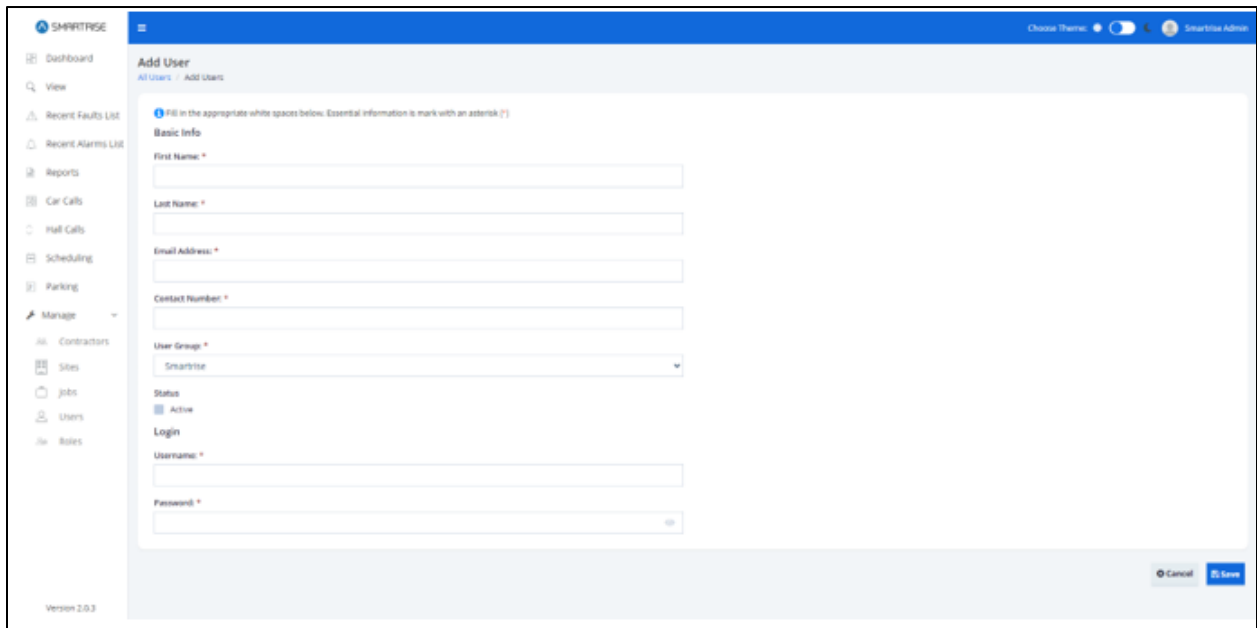 SMARTRISE
Choose Theme:
Smartrise Admin
Dashboard
View
Recent Faults List
Recent Alarms List
Reports
Car Calls
Hall Calls
Scheduling
Parking
Manage
Contractors
Sites
Jobs
Users
Roles
Version 2.0.3
Add User
All Users / Add Users
Fill in the appropriate white spaces below. Essential information is mark with an asterisk (*)
Basic Info
First Name: *
Last Name: *
Email Address: *
Contact Number: *
User Group: *
Smartrise
Status
Active
Login
Username: *
Password: *
Cancel
Save